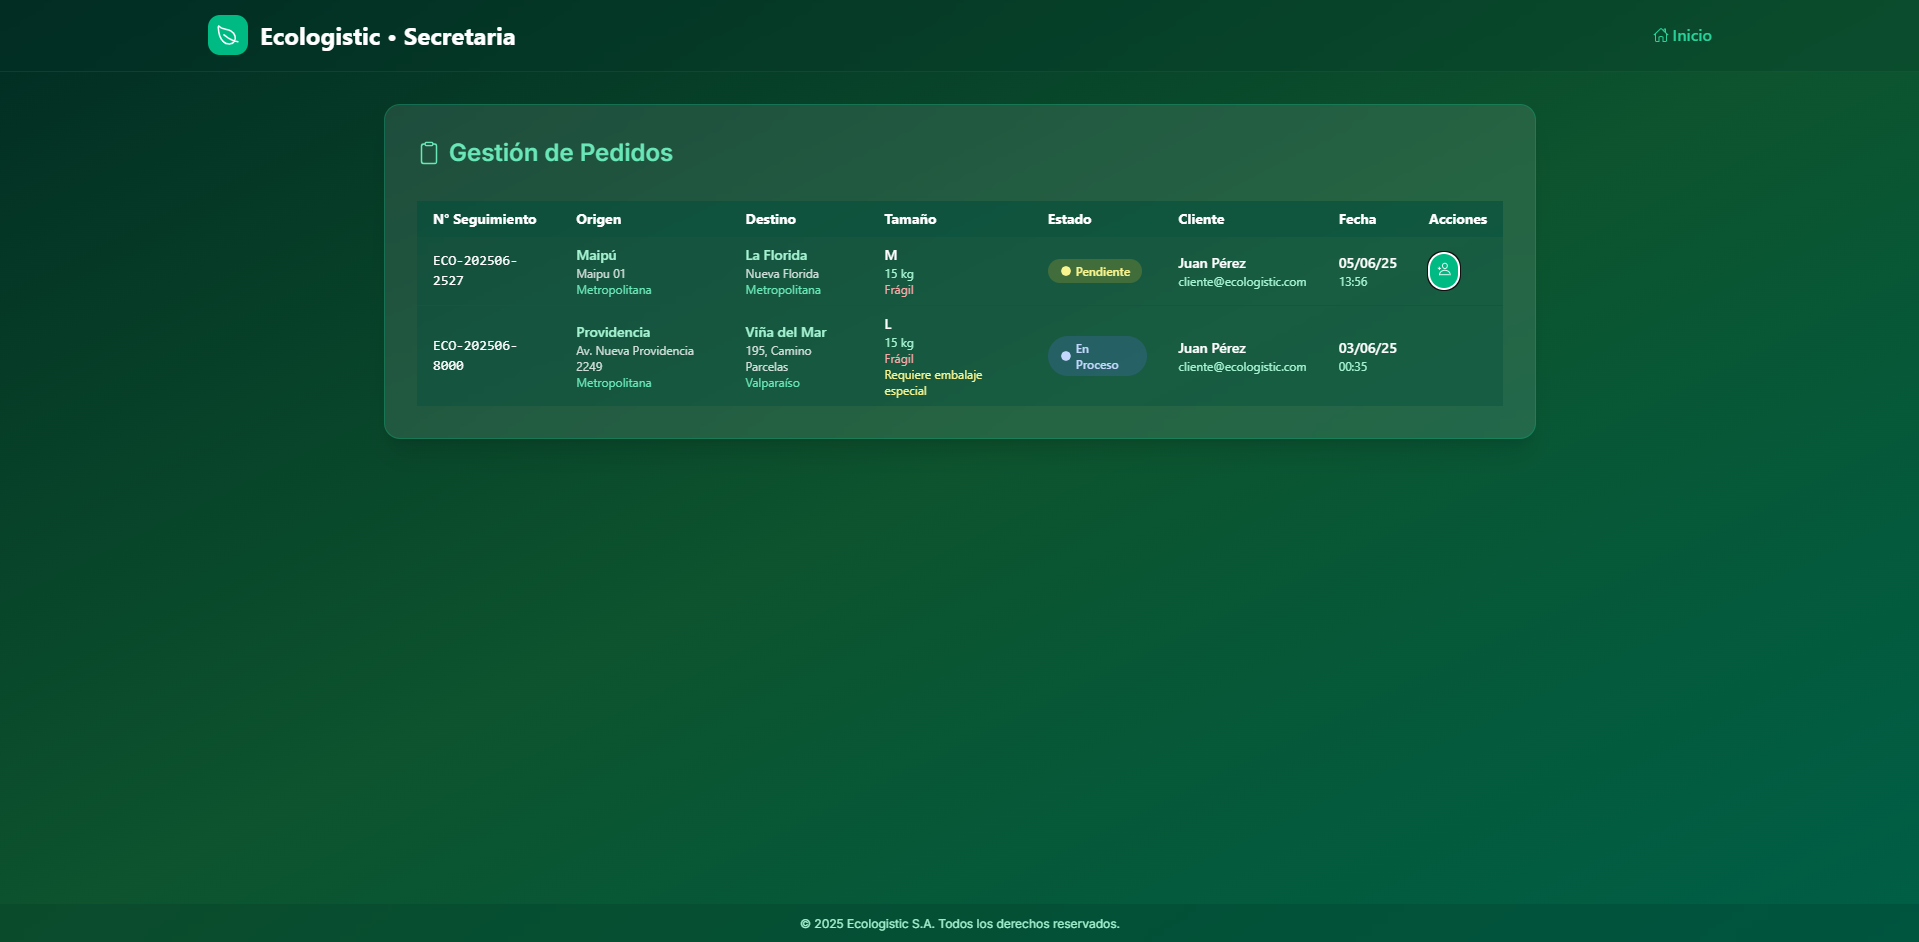 Ecologistic • Secretaria
Inicio
Gestión de Pedidos
N° Seguimiento Origen Destino Tamaño Estado Cliente Fecha Acciones
ECO-202506-
2527
Maipú
Maipu 01
Metropolitana
La Florida
Nueva Florida
Metropolitana
M
15 kg
Frágil
Pendiente
Juan Pérez
cliente@ecologistic.com
05/06/25
13:56
ECO-202506-
8000
Providencia
Av. Nueva Providencia
2249
Metropolitana
Viña del Mar
195, Camino
Parcelas
Valparaíso
L
15 kg
Frágil
Requiere embalaje
especial
En
Proceso
Juan Pérez
cliente@ecologistic.com
03/06/25
00:35
© 2025 Ecologistic S.A. Todos los derechos reservados.